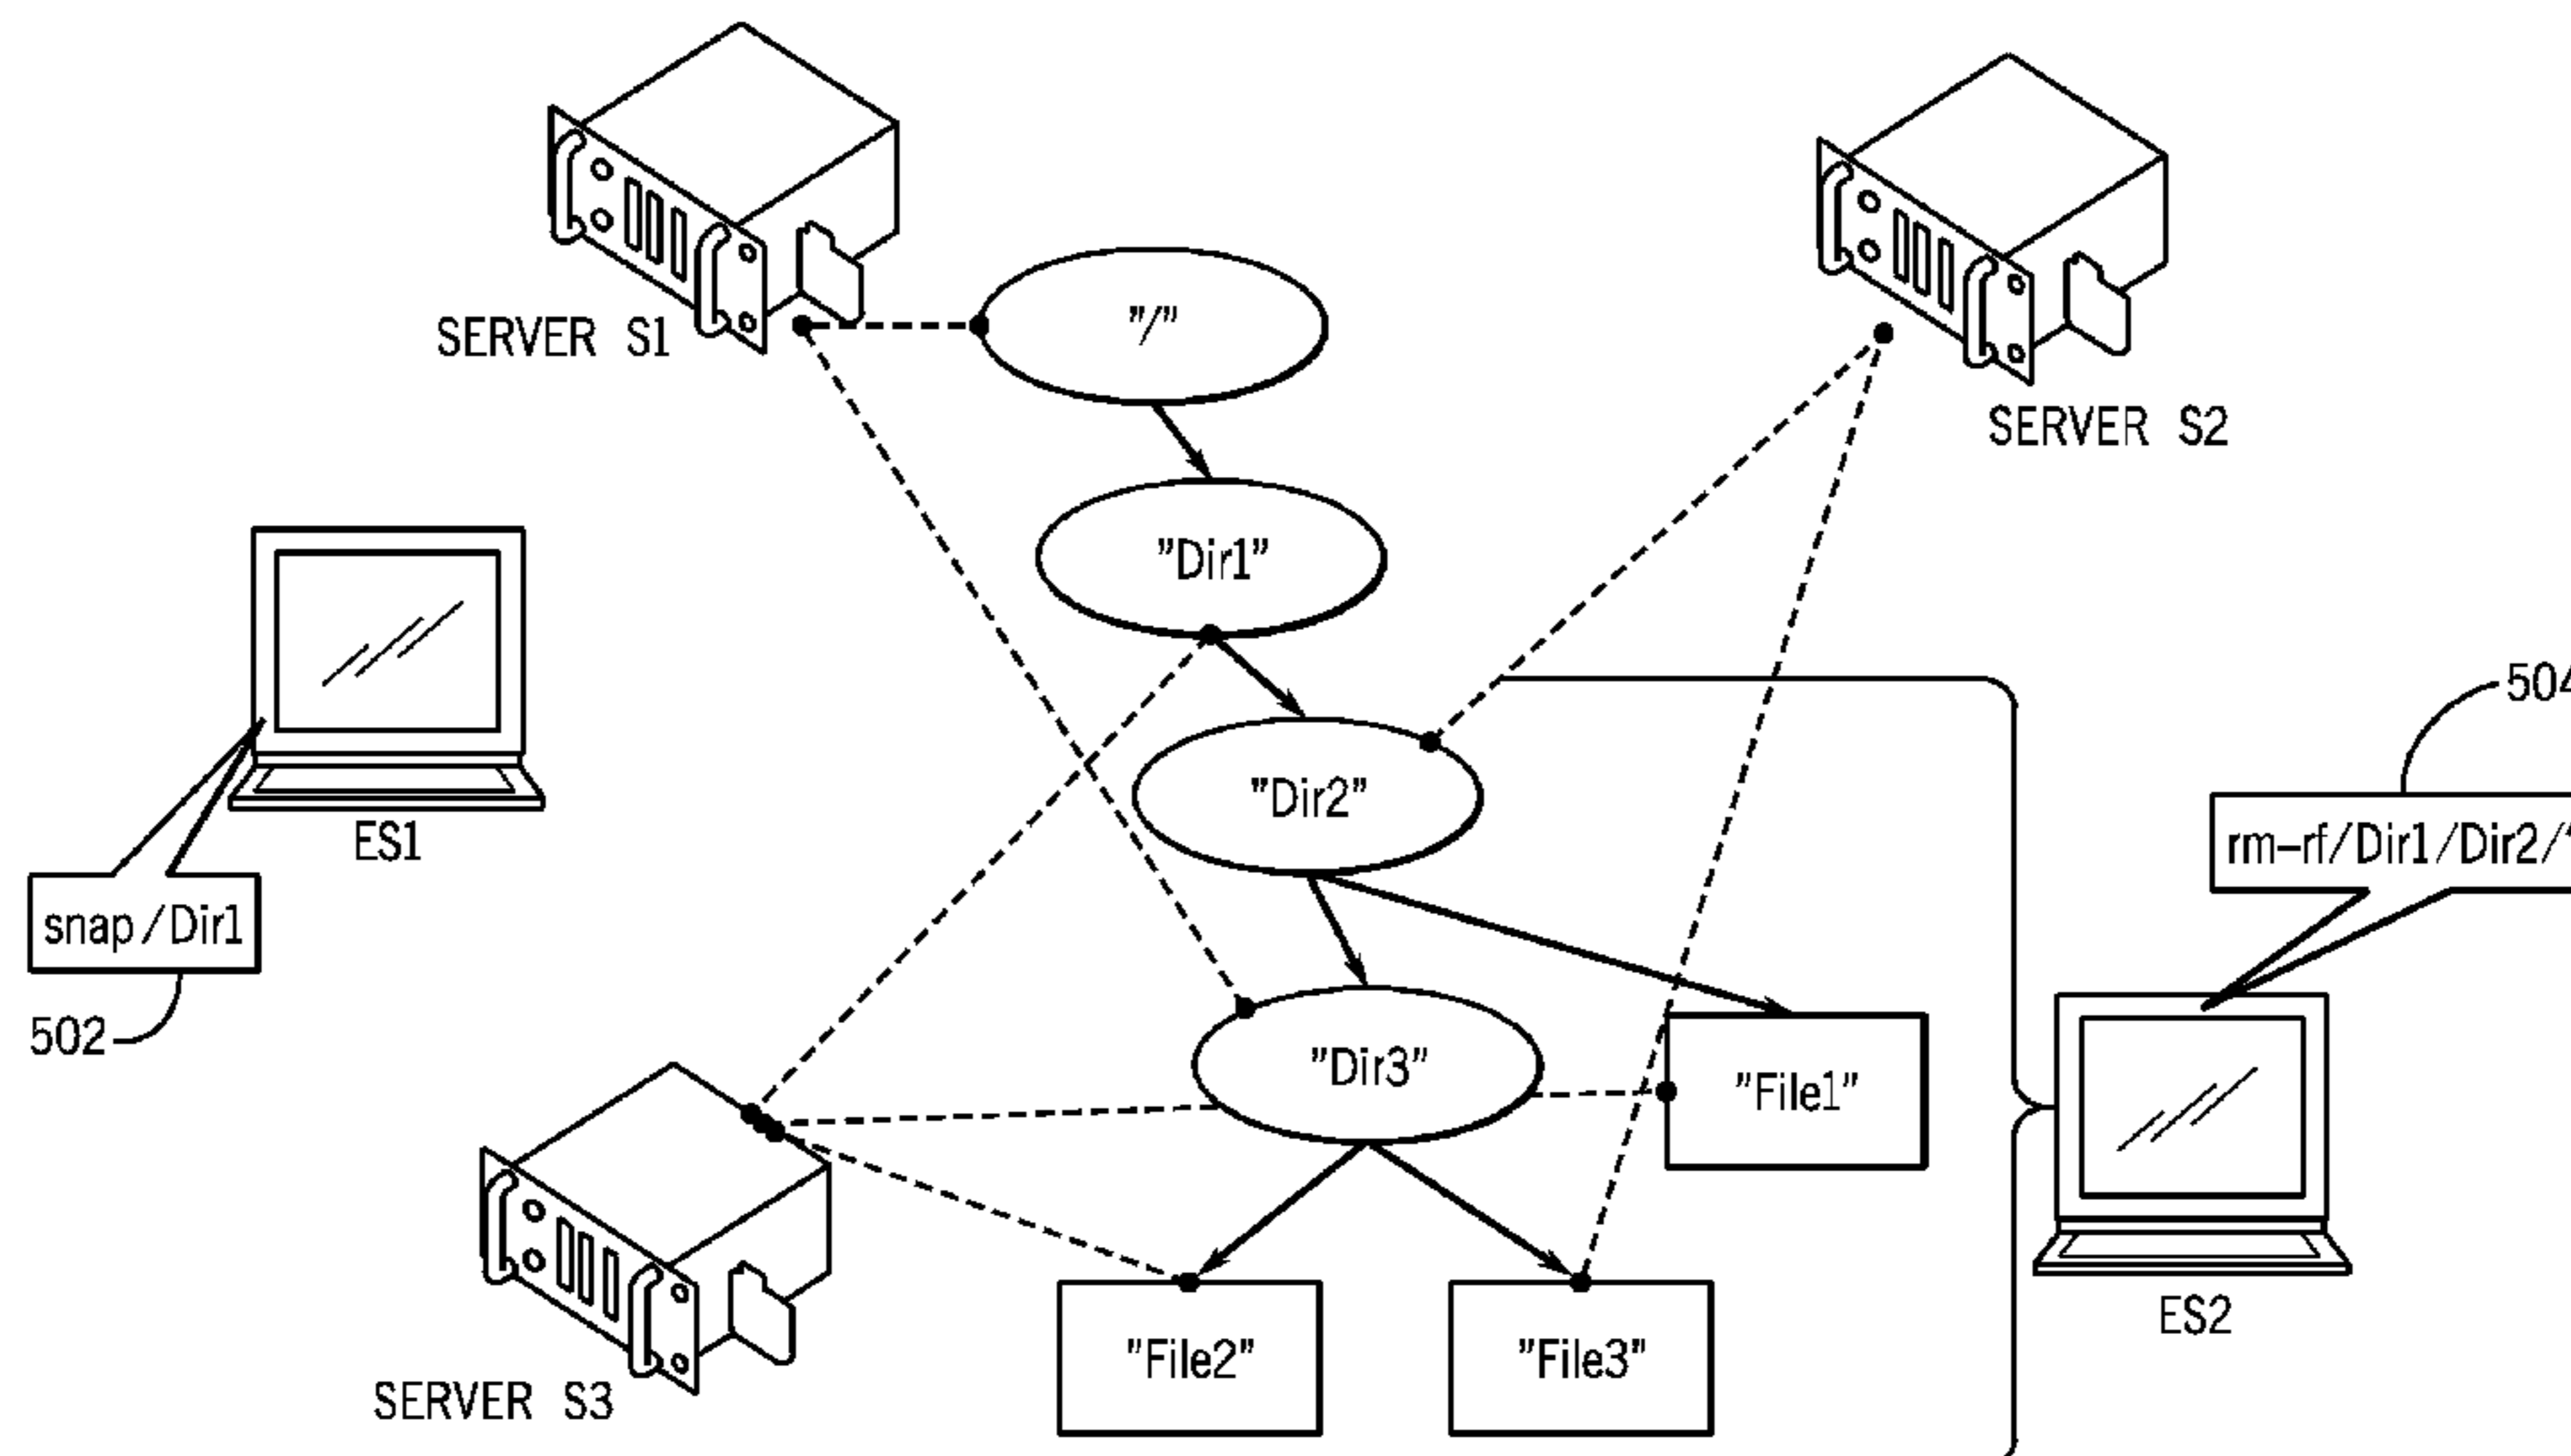 SERVER S1
"/"
SERVER S2
"Dir1"
504
"Dir2"
rm-rf/Dir1/Dir2/*
ES1
snap/Dir1
502
"Dir3"
"File1"
"File2"
"File3"
ES2
SERVER S3